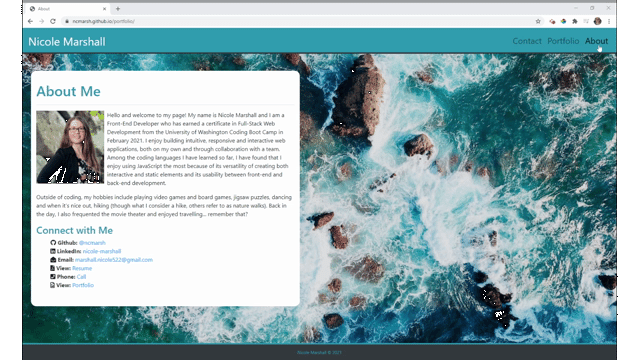 About
ncmarsh.github.io/portfolio/
Nicole Marshall
Contact Portfolio About
About Me
Hello and welcome to my page! My name is Nicole Marshall and I am a
Front-End Developer who has earned a certificate in Full-Stack Web
Development from the University of Washington Coding Boot Camp in
February 2021. I enjoy building intuitive, responsive and interactive web
applications, both on my own and through collaboration with a team.
Among the coding languages I have learned so far, I have found that I
enjoy using JavaScript the most because of its versatility of creating both
interactive and static elements and its usability between front-end and
back-end development.
Outside of coding, my hobbies include playing video games and board games, jigsaw puzzles, dancing
and when it's nice out, hiking (though what I consider a hike, others refer to as nature walks). Back in
the day, I also frequented the movie theater and enjoyed travelling... remember that?
Connect with Me
Github: @ncmarsh
LinkedIn: nicole-marshall
Email: marshall.nicole522@gmail.com
View: Resume
Phone: Call
View: Portfolio
Nicole Marshall © 2021